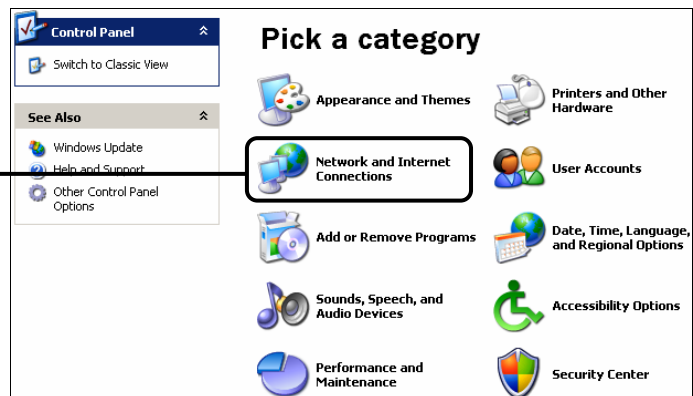 Control Panel
Switch to Classic View
See Also
Windows Update
Help and Support
Other Control Panel
Options
Pick a category
Appearance and Themes
Printers and Other
Hardware
Network and Internet
Connections
User Accounts
Add or Remove Programs
Date, Time, Language,
and Regional Options
Sounds, Speech, and
Audio Devices
Accessibility Options
Performance and
Maintenance
Security Center